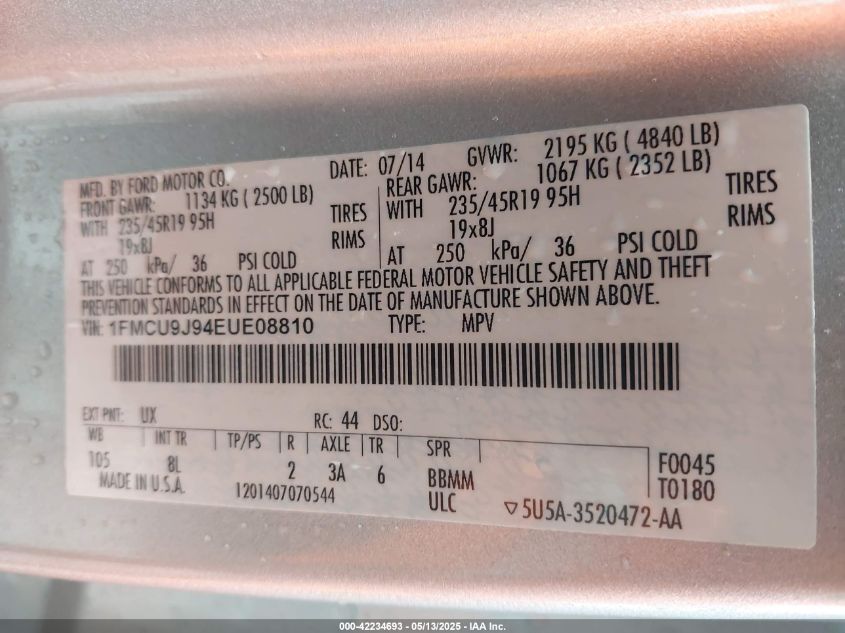 MFD. BY FORD MOTOR CO. DATE: 07/14 GVWR: 2195 KG ( 4840 LB)
FRONT GAWR: 1134 KG ( 2500 LB) REAR GAWR: 1067 KG ( 2352 LB)
WITH 235/45R19 95H TIRES WITH 235/45R19 95H TIRES
19x8J RIMS 19x8J RIMS
AT 250 kPa/ 36 PSI COLD AT 250 kPa/ 36 PSI COLD
THIS VEHICLE CONFORMS TO ALL APPLICABLE FEDERAL MOTOR VEHICLE SAFETY AND THEFT
PREVENTION STANDARDS IN EFFECT ON THE DATE OF MANUFACTURE SHOWN ABOVE.
VIN: 1FMCU9J94EUE08810 TYPE: MPV
EXT PNT: UX RC: 44 DSO:
WB INT TR TP/PS R AXLE TR SPR
105 8L 2 3A 6 BBMM F0045
MADE IN U.S.A. 1201407070544 ULC T0180
5U5A-3520472-AA
000-42234693 - 05/13/2025 - IAA Inc.